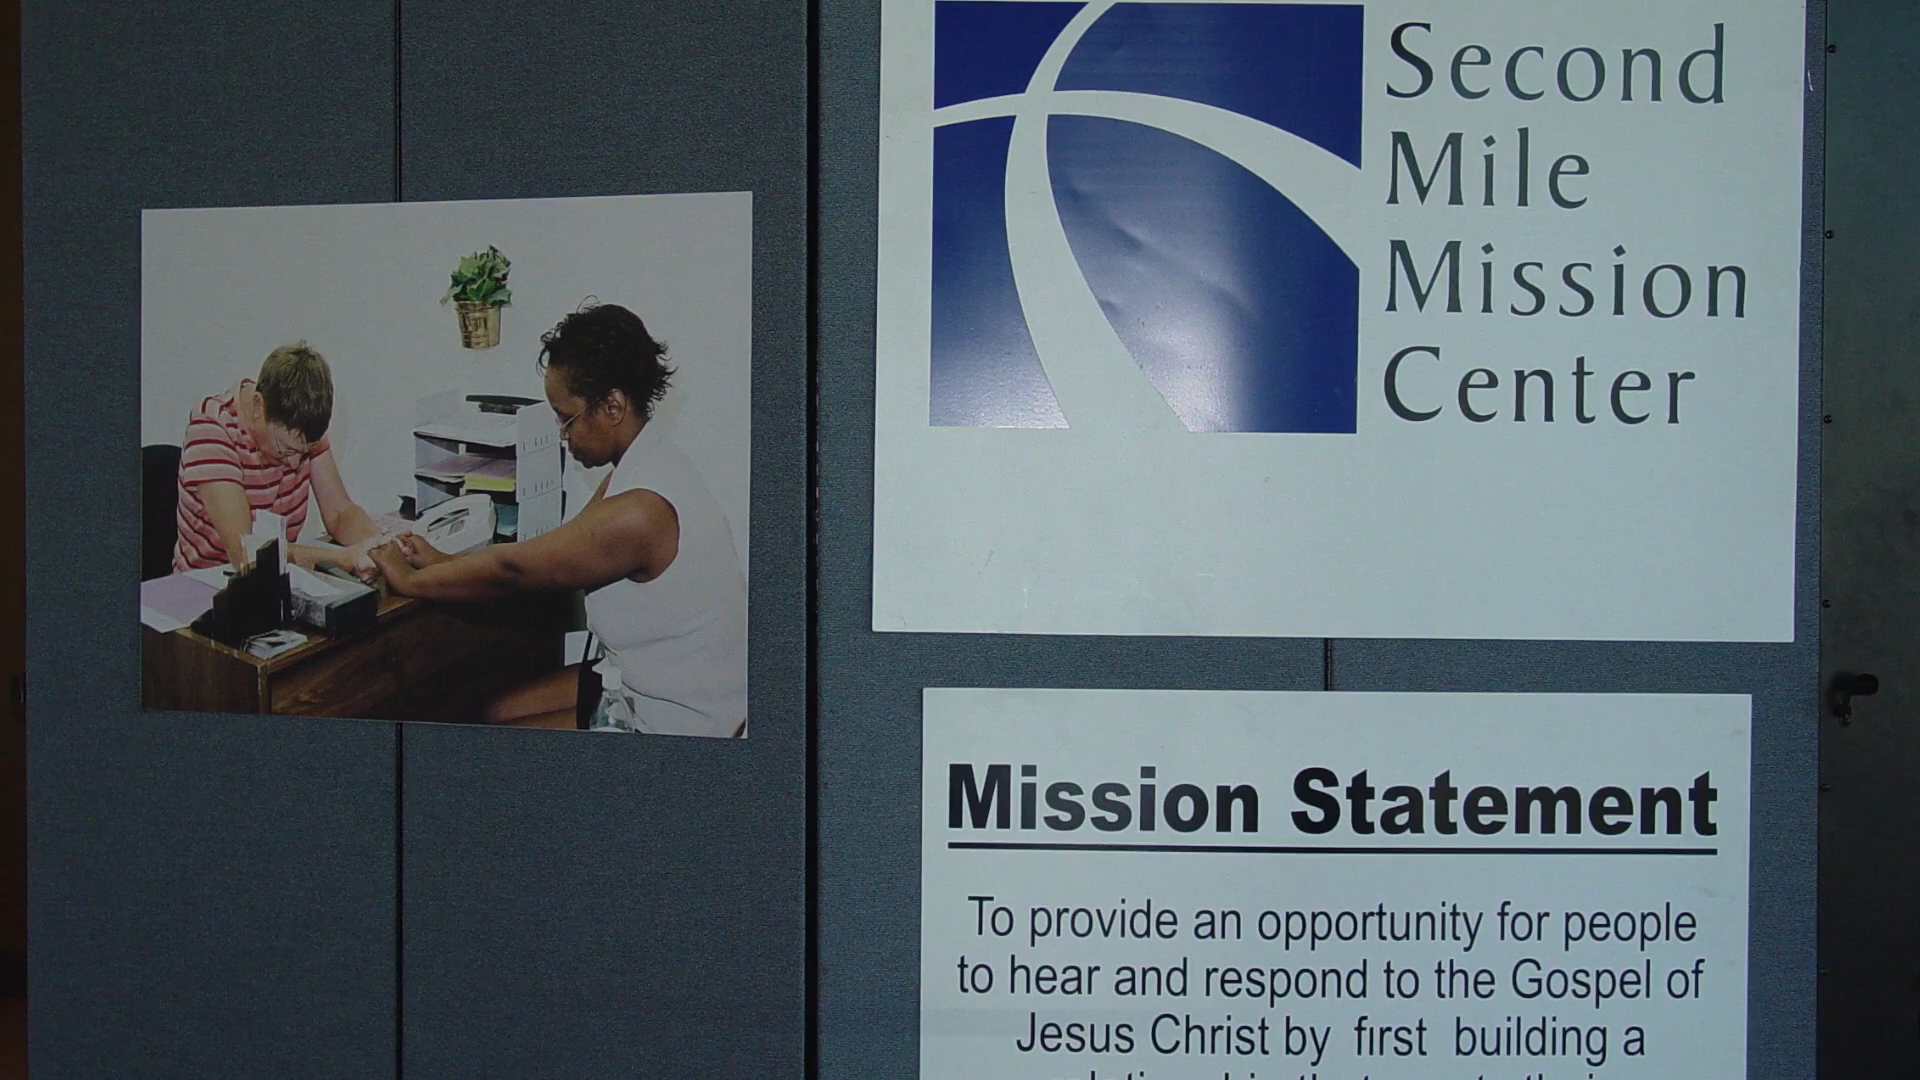 Second
Mile
Mission
Center
Mission Statement
To provide an opportunity for people
to hear and respond to the Gospel of
Jesus Christ by first building a